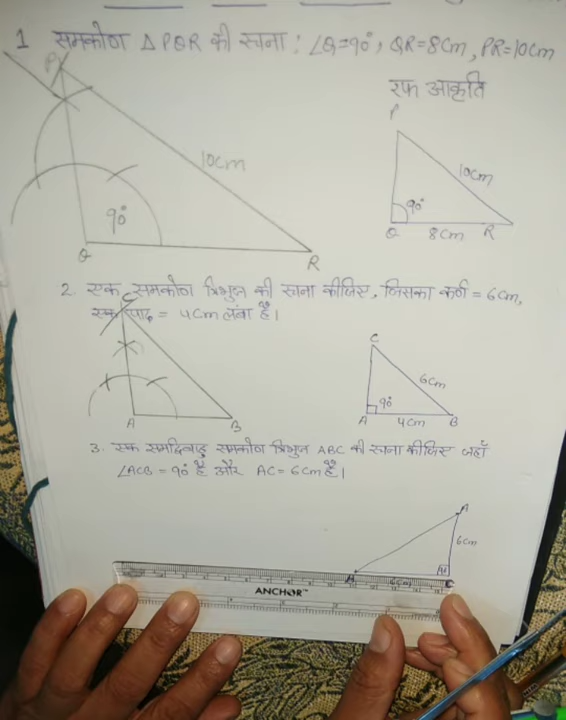 1 समकोण △PQR की रचना : ∠Q=90°, QR=8cm, PR=10cm
रफ आकृति
P
P
10cm
10cm
90°
90°
Q
R
Q 8cm R
2. एक समकोण त्रिभुज की रचना कीजिए, जिसका कर्ण = 6cm,
एक पाद = 4cm लंबा है।
C
C
6cm
90
A
B
A 4cm B
3. एक समद्विबाहु समकोण त्रिभुज ABC की रचना कीजिए जहाँ
∠ACB = 90° है और AC = 6cm है।
A
6cm
6cm
C
ANCHOR